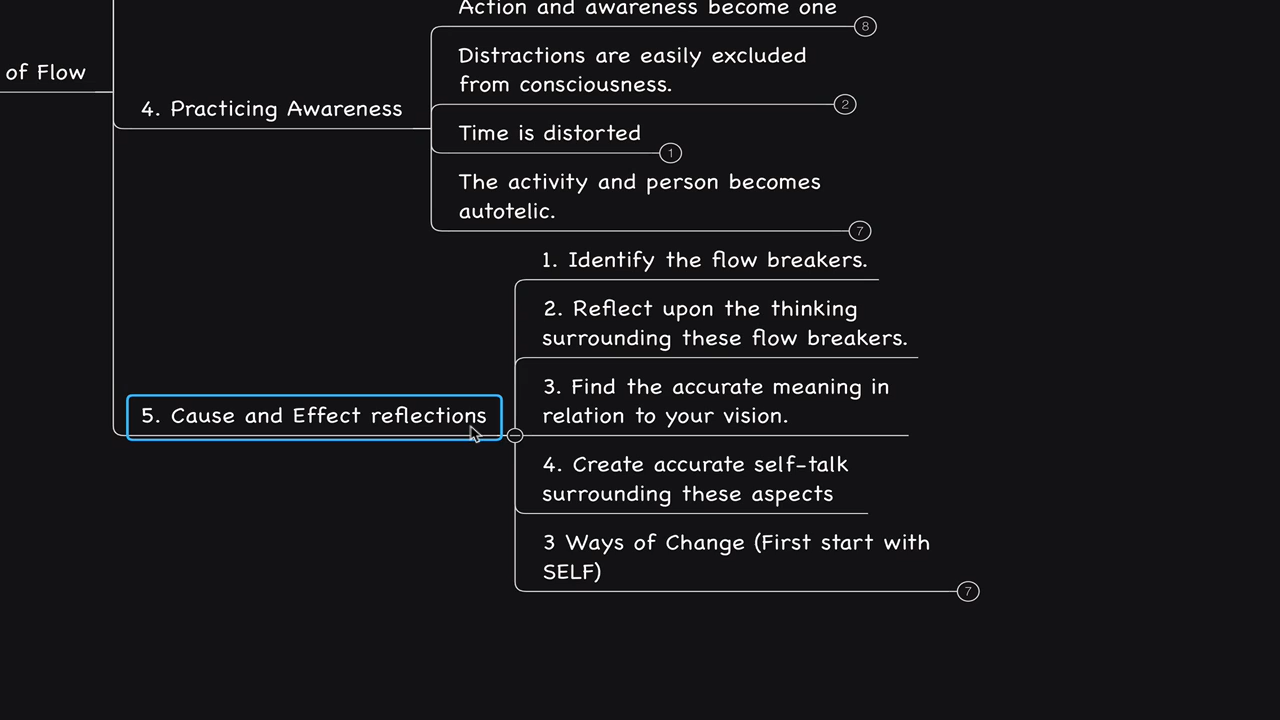 Action and awareness become one
8
Distractions are easily excluded
from consciousness.
2
of Flow
4. Practicing Awareness
Time is distorted
1
The activity and person becomes
autotelic.
7
1. Identify the flow breakers.
2. Reflect upon the thinking
surrounding these flow breakers.
3. Find the accurate meaning in
relation to your vision.
5. Cause and Effect reflections
4. Create accurate self-talk
surrounding these aspects
3 Ways of Change (First start with
SELF)
7